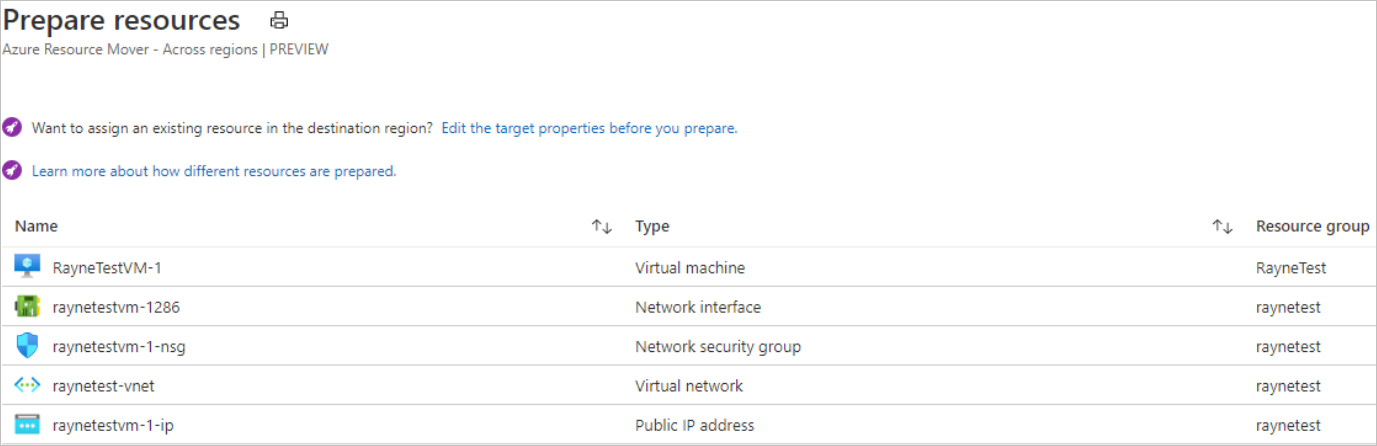 Prepare resources
Azure Resource Mover - Across regions | PREVIEW
Want to assign an existing resource in the destination region? Edit the target properties before you prepare.
Learn more about how different resources are prepared.
Name Type Resource group
RayneTestVM-1 Virtual machine RayneTest
raynetestvm-1286 Network interface raynetest
raynetestvm-1-nsg Network security group raynetest
raynetest-vnet Virtual network raynetest
raynetestvm-1-ip Public IP address raynetest